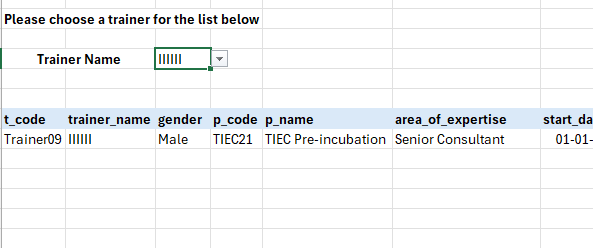 Please choose a trainer for the list below
Trainer Name IIIIII
t_code trainer_name gender p_code p_name area_of_expertise start_da
Trainer09 IIIIII Male TIEC21 TIEC Pre-incubation Senior Consultant 01-01-